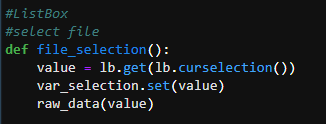 #ListBox
#select file
def file_selection():
    value = lb.get(lb.curselection())
    var_selection.set(value)
    raw_data(value)